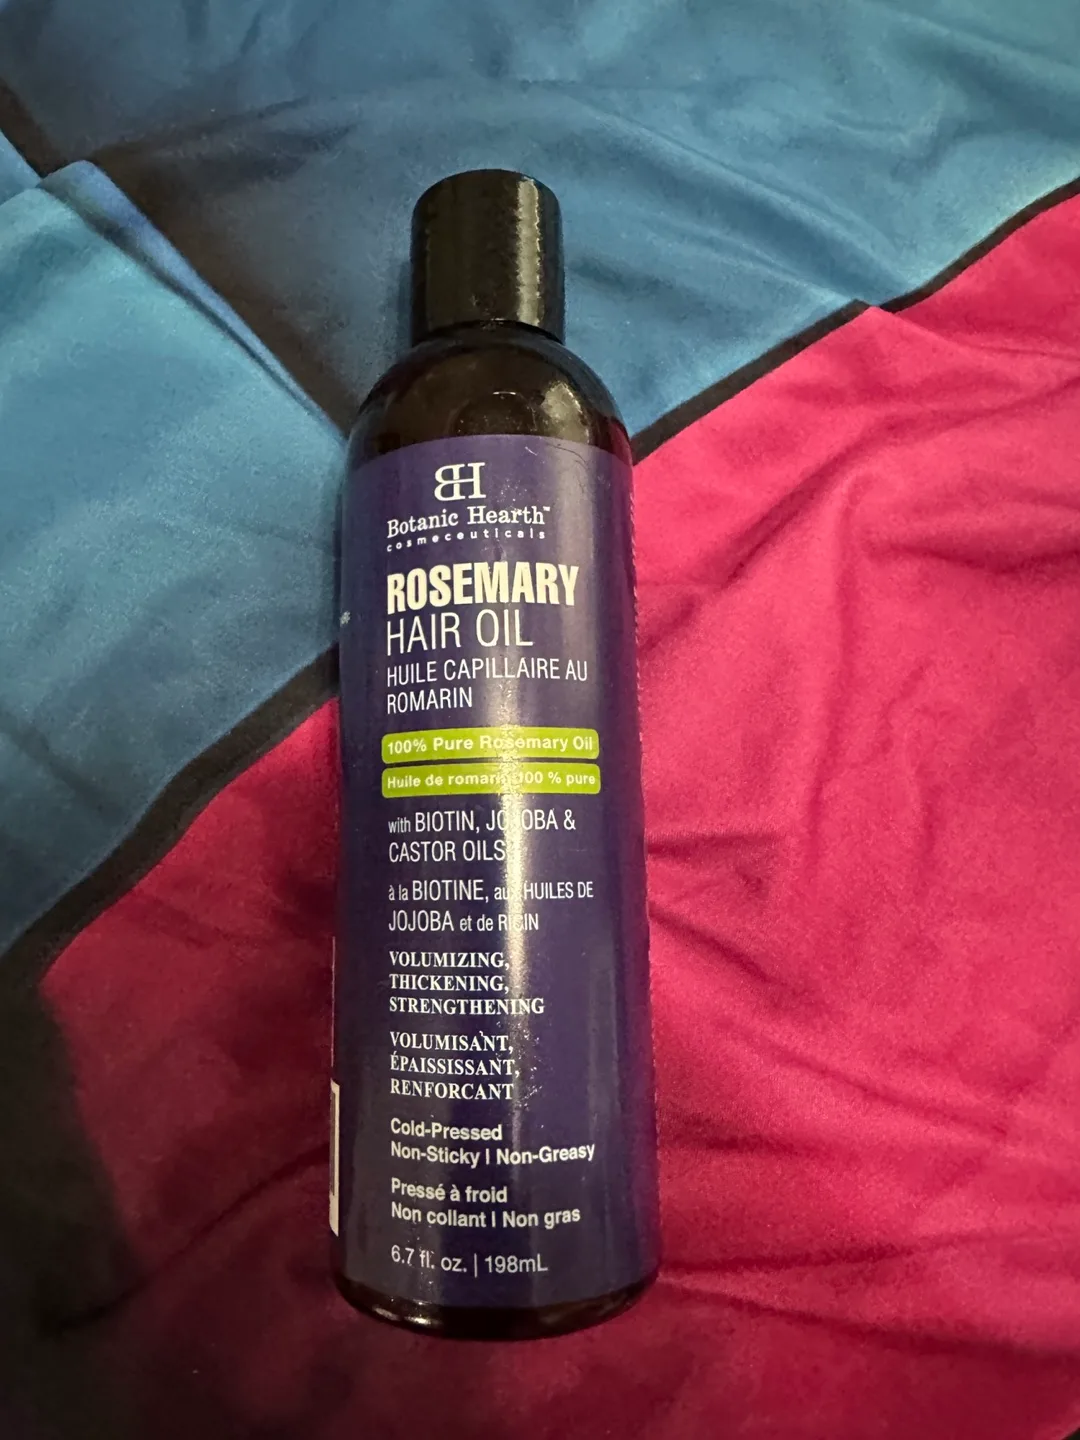 BH
Botanic Hearth™
cosmeceuticals
ROSEMARY
HAIR OIL
HUILE CAPILLAIRE AU
ROMARIN
100% Pure Rosemary Oil
Huile de romarin 100 % pure
with BIOTIN, JOJOBA &
CASTOR OILS
à la BIOTINE, aux HUILES DE
JOJOBA et de RICIN
VOLUMIZING,
THICKENING,
STRENGTHENING
VOLUMISANT,
ÉPAISSISSANT,
RENFORCANT
Cold-Pressed
Non-Sticky | Non-Greasy
Pressé à froid
Non collant | Non gras
6.7 fl. oz. | 198mL